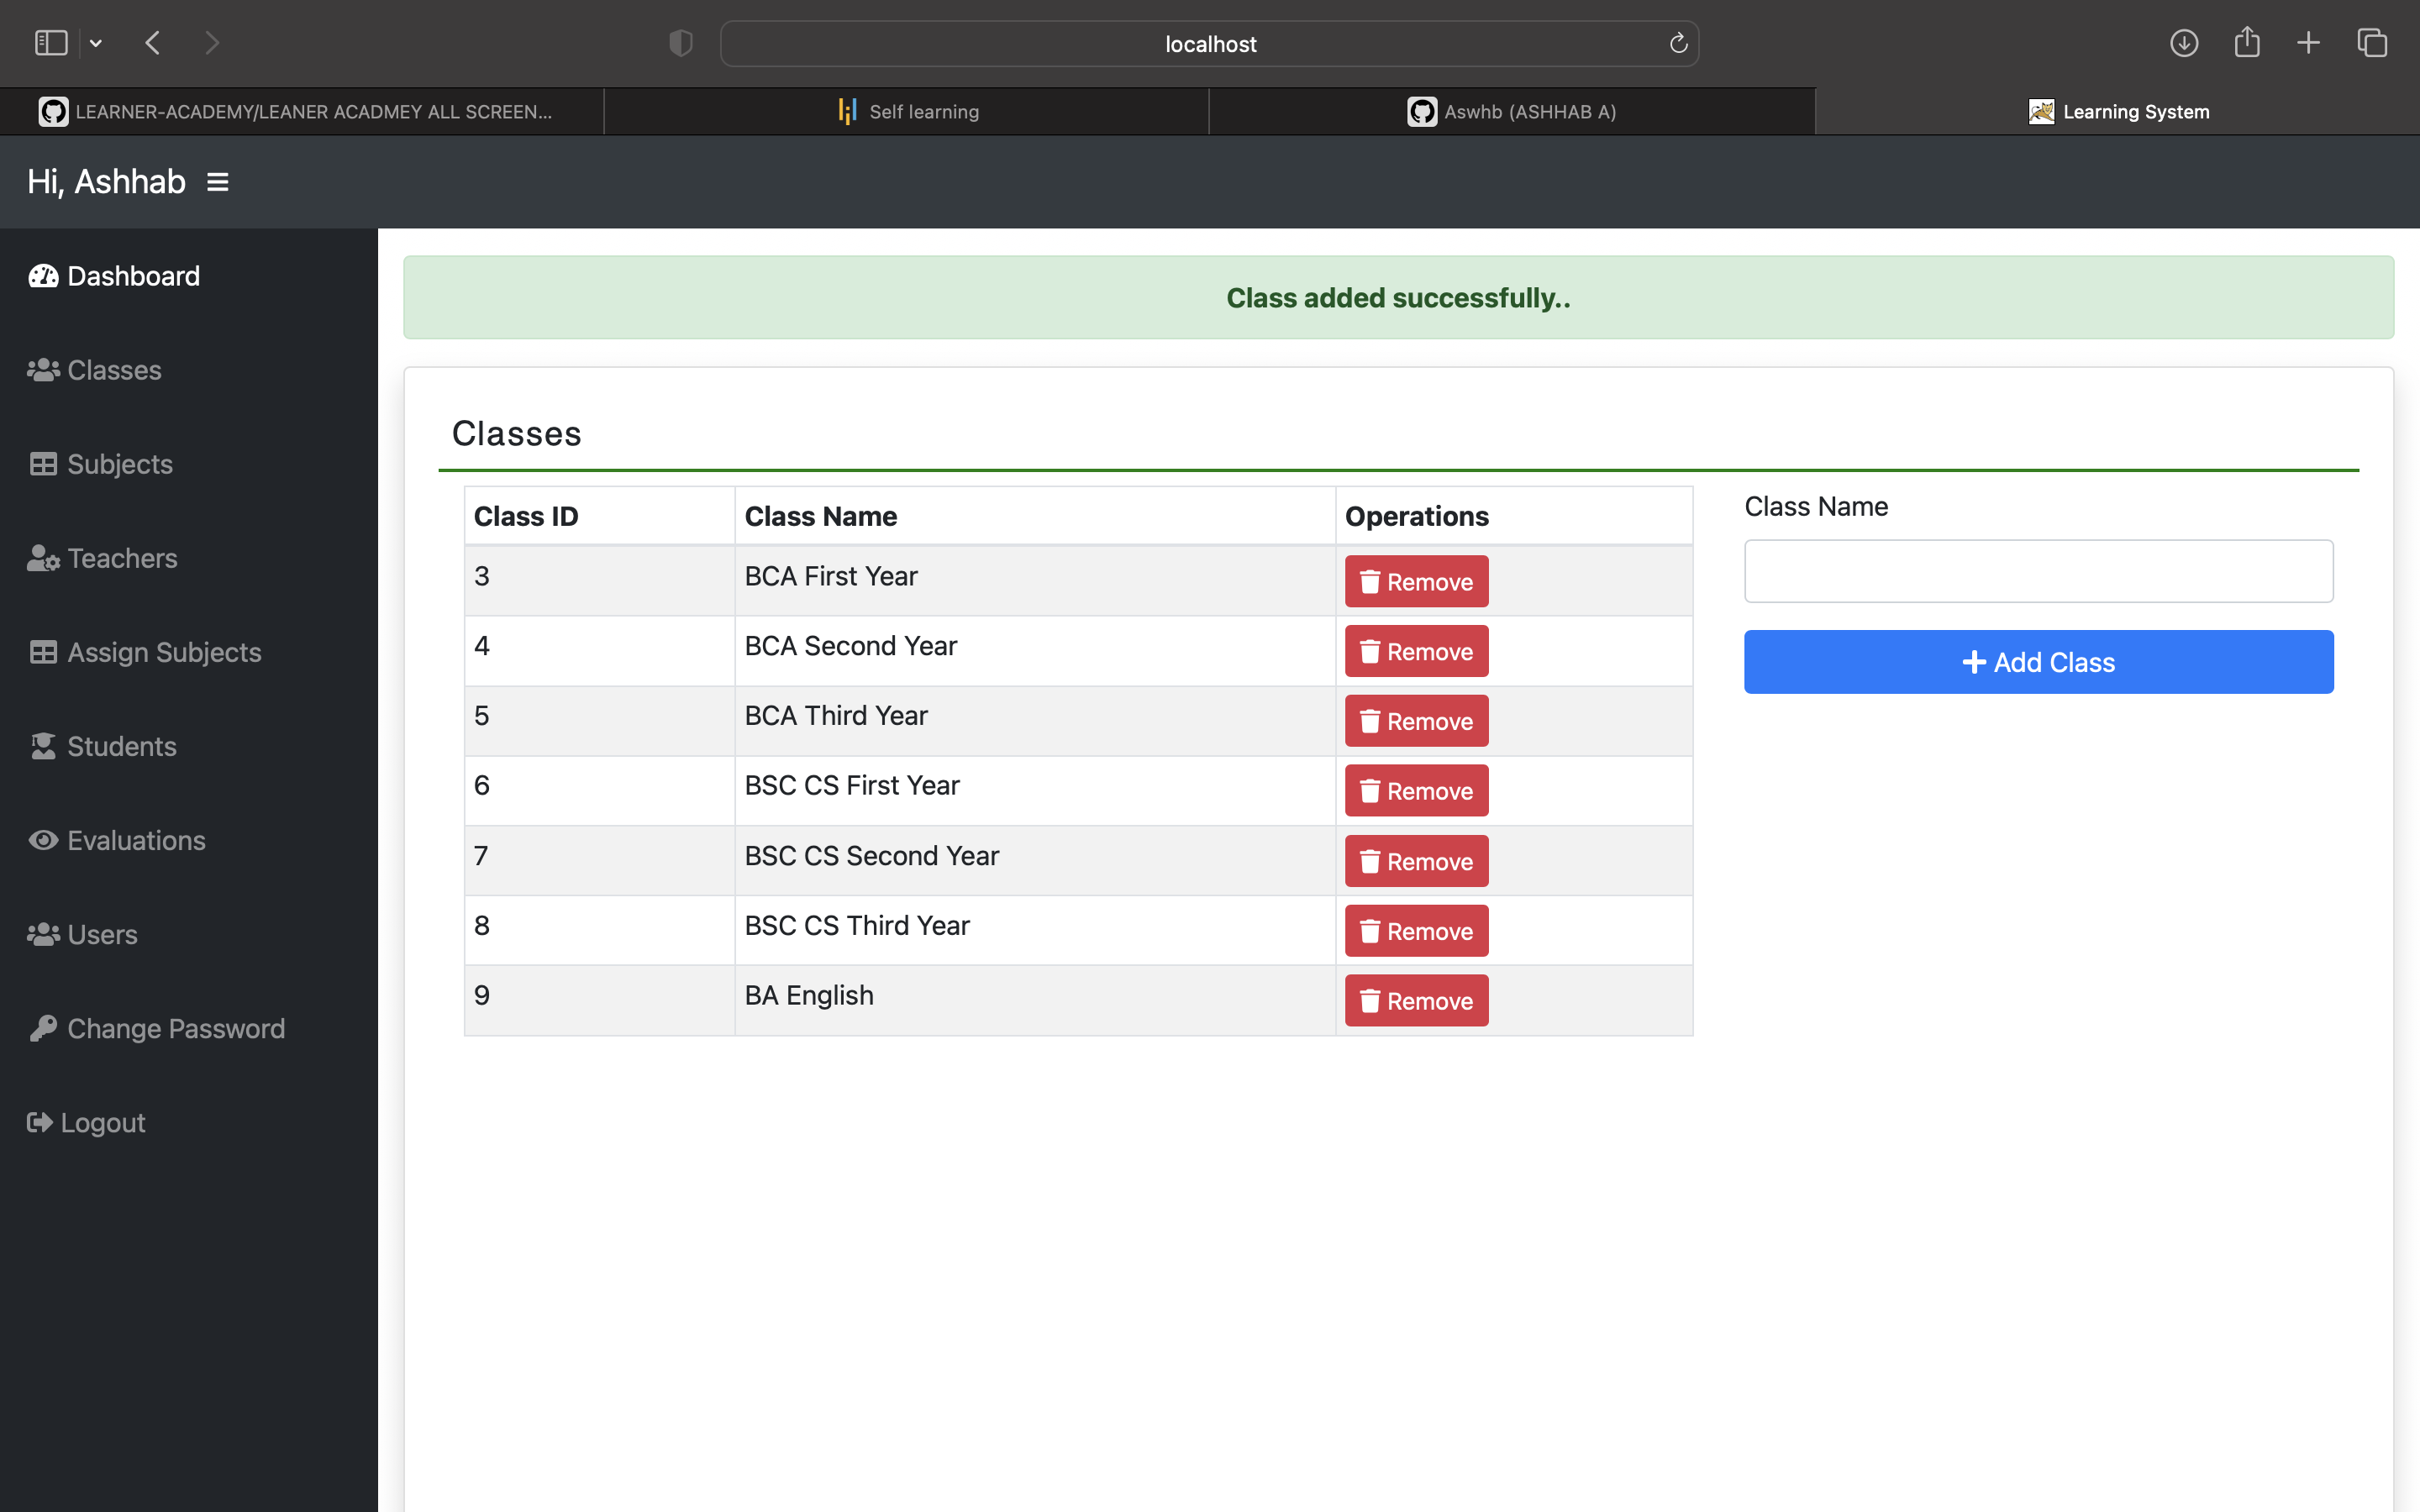 localhost
LEARNER-ACADEMY/LEANER ACADMEY ALL SCREEN...
Self learning
Aswhb (ASHHAB A)
Learning System
Hi, Ashhab
Dashboard
Classes
Subjects
Teachers
Assign Subjects
Students
Evaluations
Users
Change Password
Logout
Class added successfully..
Classes
Class ID Class Name Operations
3 BCA First Year Remove
4 BCA Second Year Remove
5 BCA Third Year Remove
6 BSC CS First Year Remove
7 BSC CS Second Year Remove
8 BSC CS Third Year Remove
9 BA English Remove
Class Name
Add Class